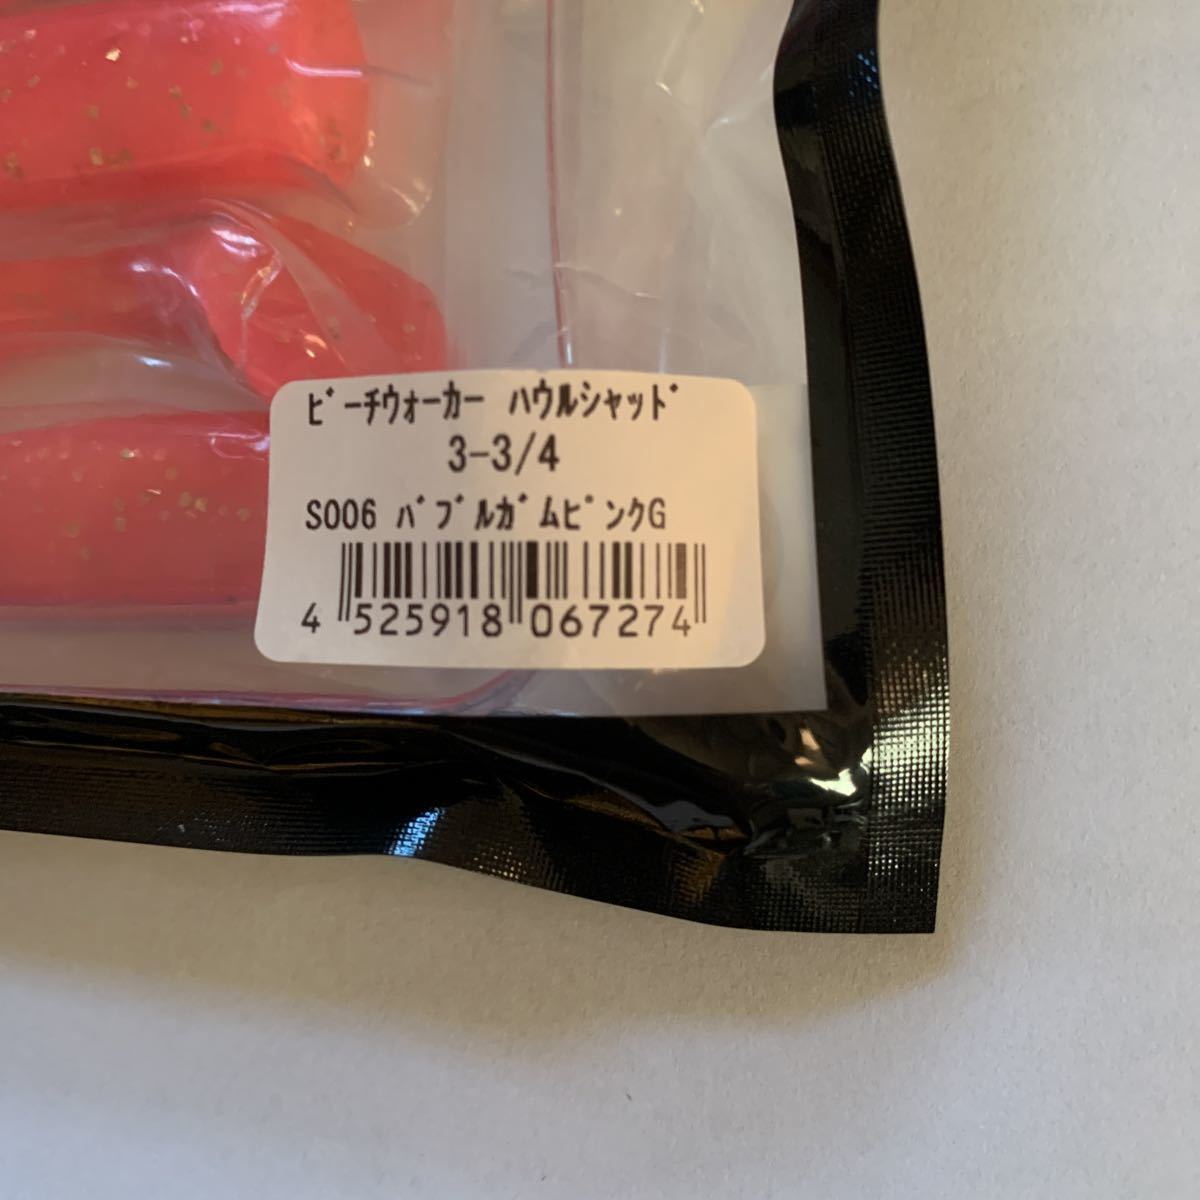 ﾋﾞｰﾁｳｫｰｶｰ ﾊｳﾙｼｬｯﾄﾞ
3-3/4
S006 ﾊﾞﾌﾞﾙｶﾞﾑﾋﾟﾝｸG
4 525918 067274